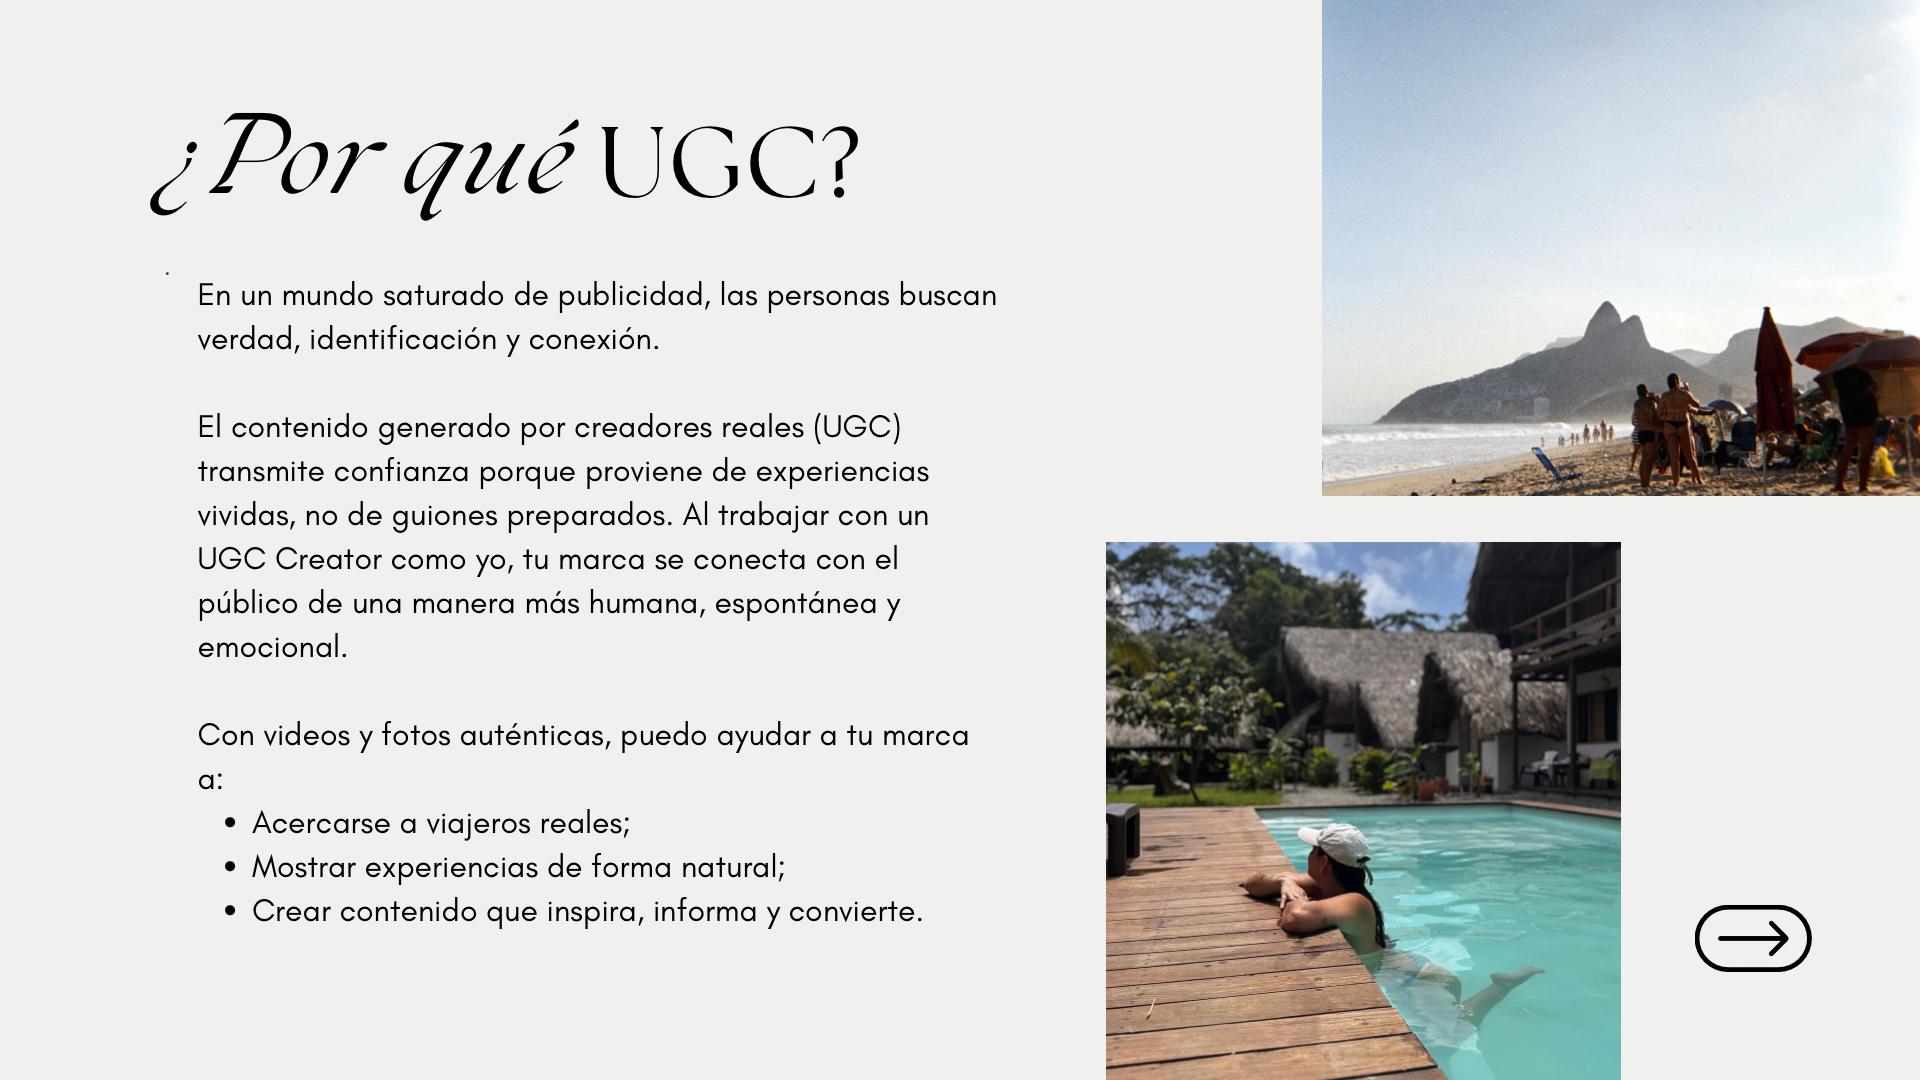 ¿Por qué UGC?
.
En un mundo saturado de publicidad, las personas buscan
verdad, identificación y conexión.
El contenido generado por creadores reales (UGC)
transmite confianza porque proviene de experiencias
vividas, no de guiones preparados. Al trabajar con un
UGC Creator como yo, tu marca se conecta con el
público de una manera más humana, espontánea y
emocional.
Con videos y fotos auténticas, puedo ayudar a tu marca
a:
• Acercarse a viajeros reales;
• Mostrar experiencias de forma natural;
• Crear contenido que inspira, informa y convierte.